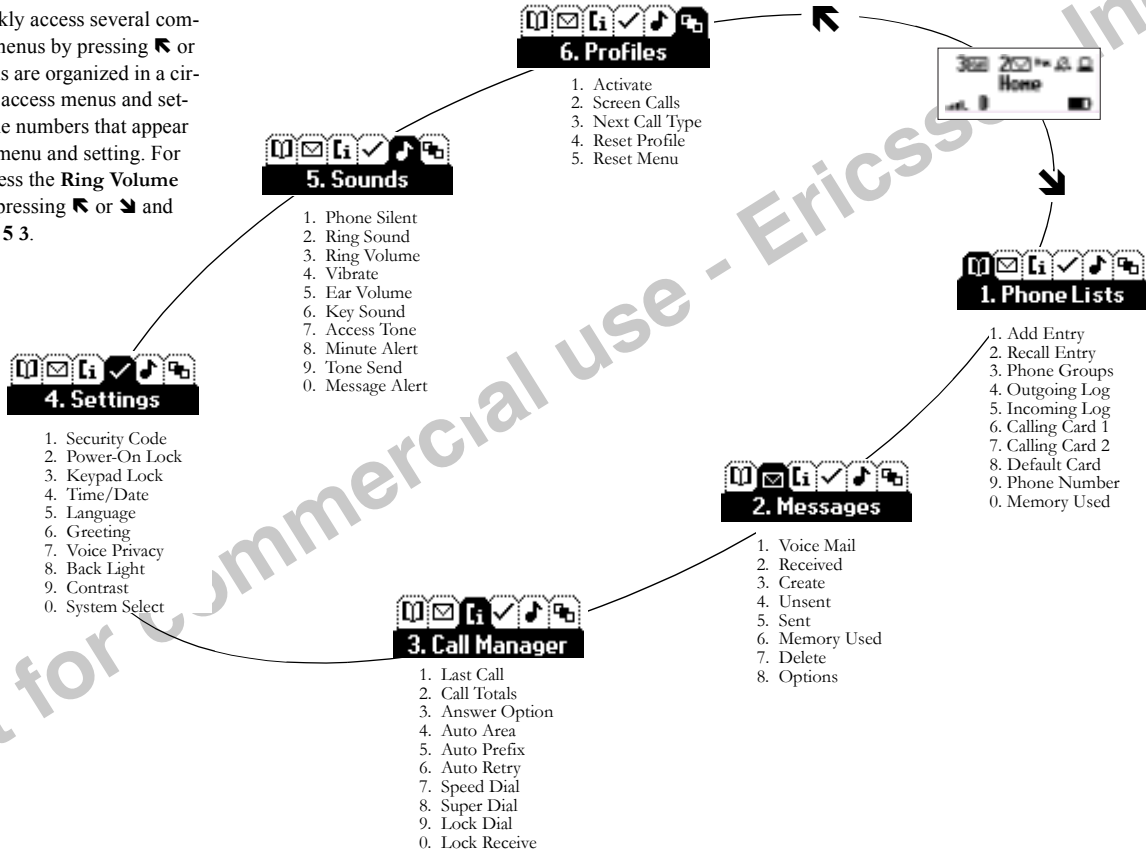 kly access several com-
nenus by pressing ↖ or
s are organized in a cir-
access menus and set-
e numbers that appear
menu and setting. For
ess the Ring Volume
pressing ↖ or ↘ and
5 3.
6. Profiles
1. Activate
2. Screen Calls
3. Next Call Type
4. Reset Profile
5. Reset Menu
Home
5. Sounds
1. Phone Silent
2. Ring Sound
3. Ring Volume
4. Vibrate
5. Ear Volume
6. Key Sound
7. Access Tone
8. Minute Alert
9. Tone Send
0. Message Alert
1. Phone Lists
1. Add Entry
2. Recall Entry
3. Phone Groups
4. Outgoing Log
5. Incoming Log
6. Calling Card 1
7. Calling Card 2
8. Default Card
9. Phone Number
0. Memory Used
4. Settings
1. Security Code
2. Power-On Lock
3. Keypad Lock
4. Time/Date
5. Language
6. Greeting
7. Voice Privacy
8. Back Light
9. Contrast
0. System Select
2. Messages
1. Voice Mail
2. Received
3. Create
4. Unsent
5. Sent
6. Memory Used
7. Delete
8. Options
3. Call Manager
1. Last Call
2. Call Totals
3. Answer Option
4. Auto Area
5. Auto Prefix
6. Auto Retry
7. Speed Dial
8. Super Dial
9. Lock Dial
0. Lock Receive
t for Commercial use - Ericsson In